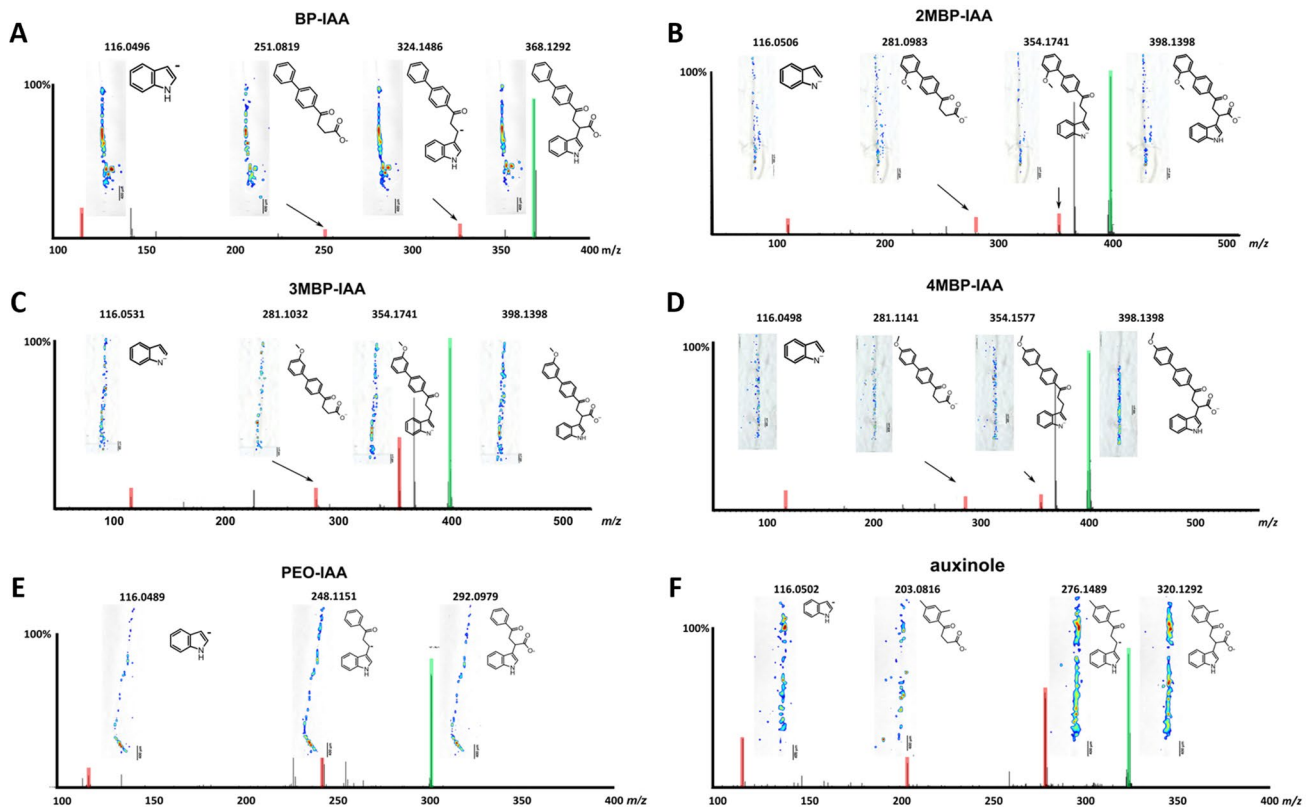 A
BP-IAA
116.0496 251.0819 324.1486 368.1292
100%
100 150 200 250 300 350 400 m/z
B
2MBP-IAA
116.0506 281.0983 354.1741 398.1398
100%
100 200 300 400 500 m/z
C
3MBP-IAA
116.0531 281.1032 354.1741 398.1398
100%
100 200 300 400 500 m/z
D
4MBP-IAA
116.0498 281.1141 354.1577 398.1398
100%
100 200 300 400 500 m/z
E
PEO-IAA
116.0489 248.1151 292.0979
100%
100 150 200 250 300 350 400 m/z
F
auxinole
116.0502 203.0816 276.1489 320.1292
100%
100 150 200 250 300 350 400 m/z